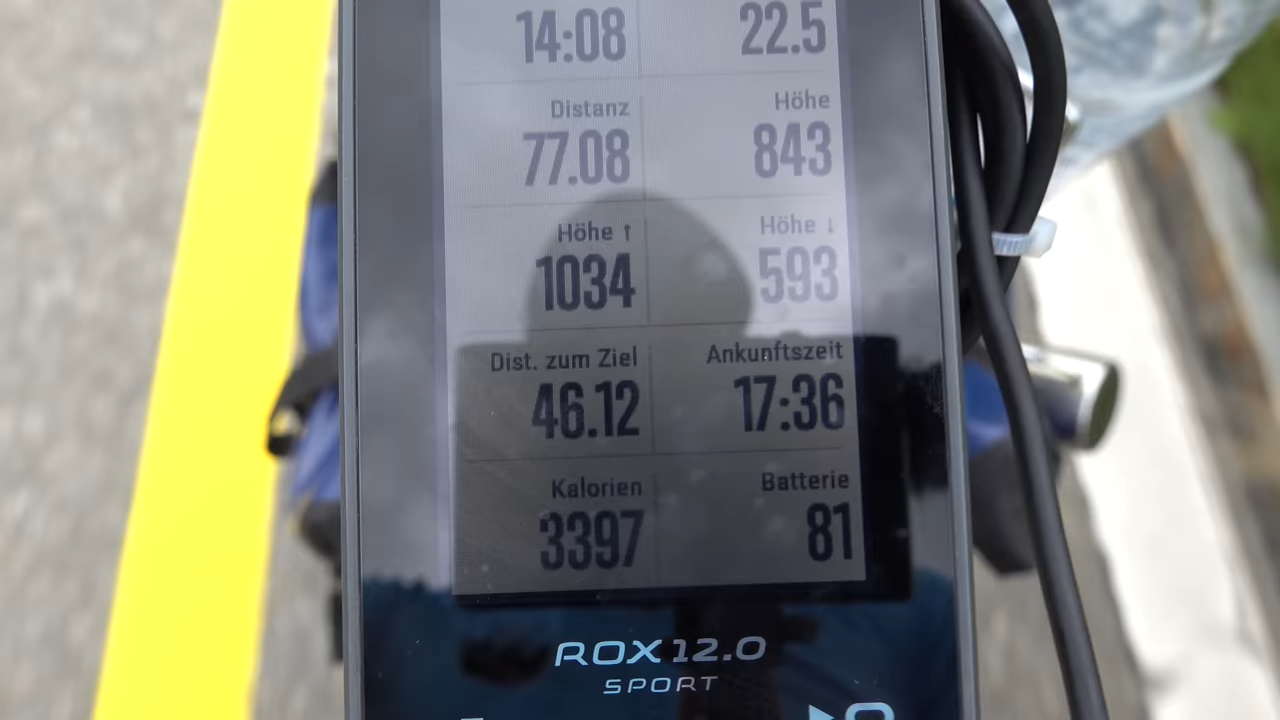 14:08 22.5
Distanz Höhe
77.08 843
Höhe ↑ Höhe ↓
1034 593
Dist. zum Ziel Ankunftszeit
46.12 17:36
Kalorien Batterie
3397 81
ROX 12.0
SPORT